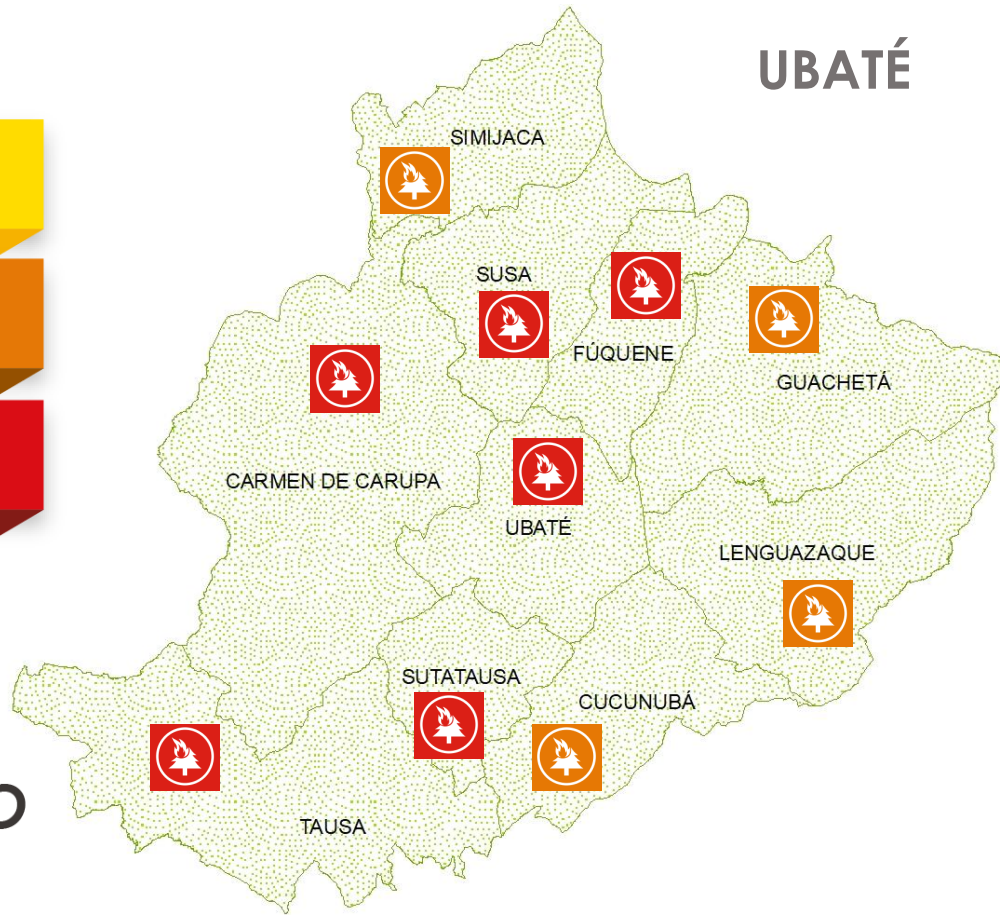 UBATÉ
SIMIJACA
SUSA
FÚQUENE
GUACHETÁ
CARMEN DE CARUPA
UBATÉ
LENGUAZAQUE
SUTATAUSA
CUCUNUBÁ
TAUSA
O